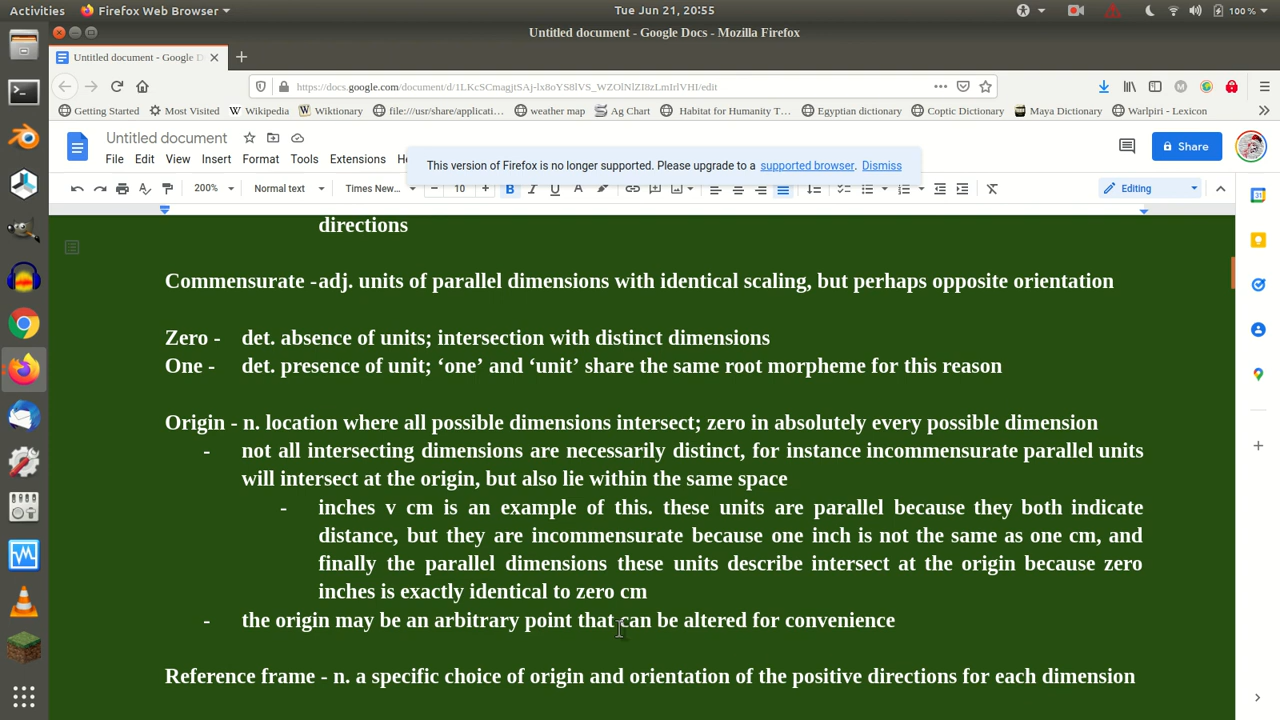 Activities
Firefox Web Browser
Tue Jun 21, 20:55
100 %
Untitled document - Google Docs - Mozilla Firefox
Untitled document - Google D
https://docs.google.com/document/d/1LKcSCmagjtSAj-lx8oYS8lVS_WZOlNlZI8zLmIrlVHI/edit
Getting Started
Most Visited
Wikipedia
Wiktionary
file:///usr/share/applicati...
weather map
Ag Chart
Habitat for Humanity T...
Egyptian dictionary
Coptic Dictionary
Maya Dictionary
Warlpiri - Lexicon
Untitled document
File Edit View Insert Format Tools Extensions
This version of Firefox is no longer supported. Please upgrade to a supported browser. Dismiss
Share
200%
Normal text
Times New...
10
Editing
directions
Commensurate -adj. units of parallel dimensions with identical scaling, but perhaps opposite orientation
Zero - det. absence of units; intersection with distinct dimensions
One - det. presence of unit; ‘one’ and ‘unit’ share the same root morpheme for this reason
Origin - n. location where all possible dimensions intersect; zero in absolutely every possible dimension
- not all intersecting dimensions are necessarily distinct, for instance incommensurate parallel units
will intersect at the origin, but also lie within the same space
- inches v cm is an example of this. these units are parallel because they both indicate
distance, but they are incommensurate because one inch is not the same as one cm, and
finally the parallel dimensions these units describe intersect at the origin because zero
inches is exactly identical to zero cm
- the origin may be an arbitrary point that can be altered for convenience
Reference frame - n. a specific choice of origin and orientation of the positive directions for each dimension